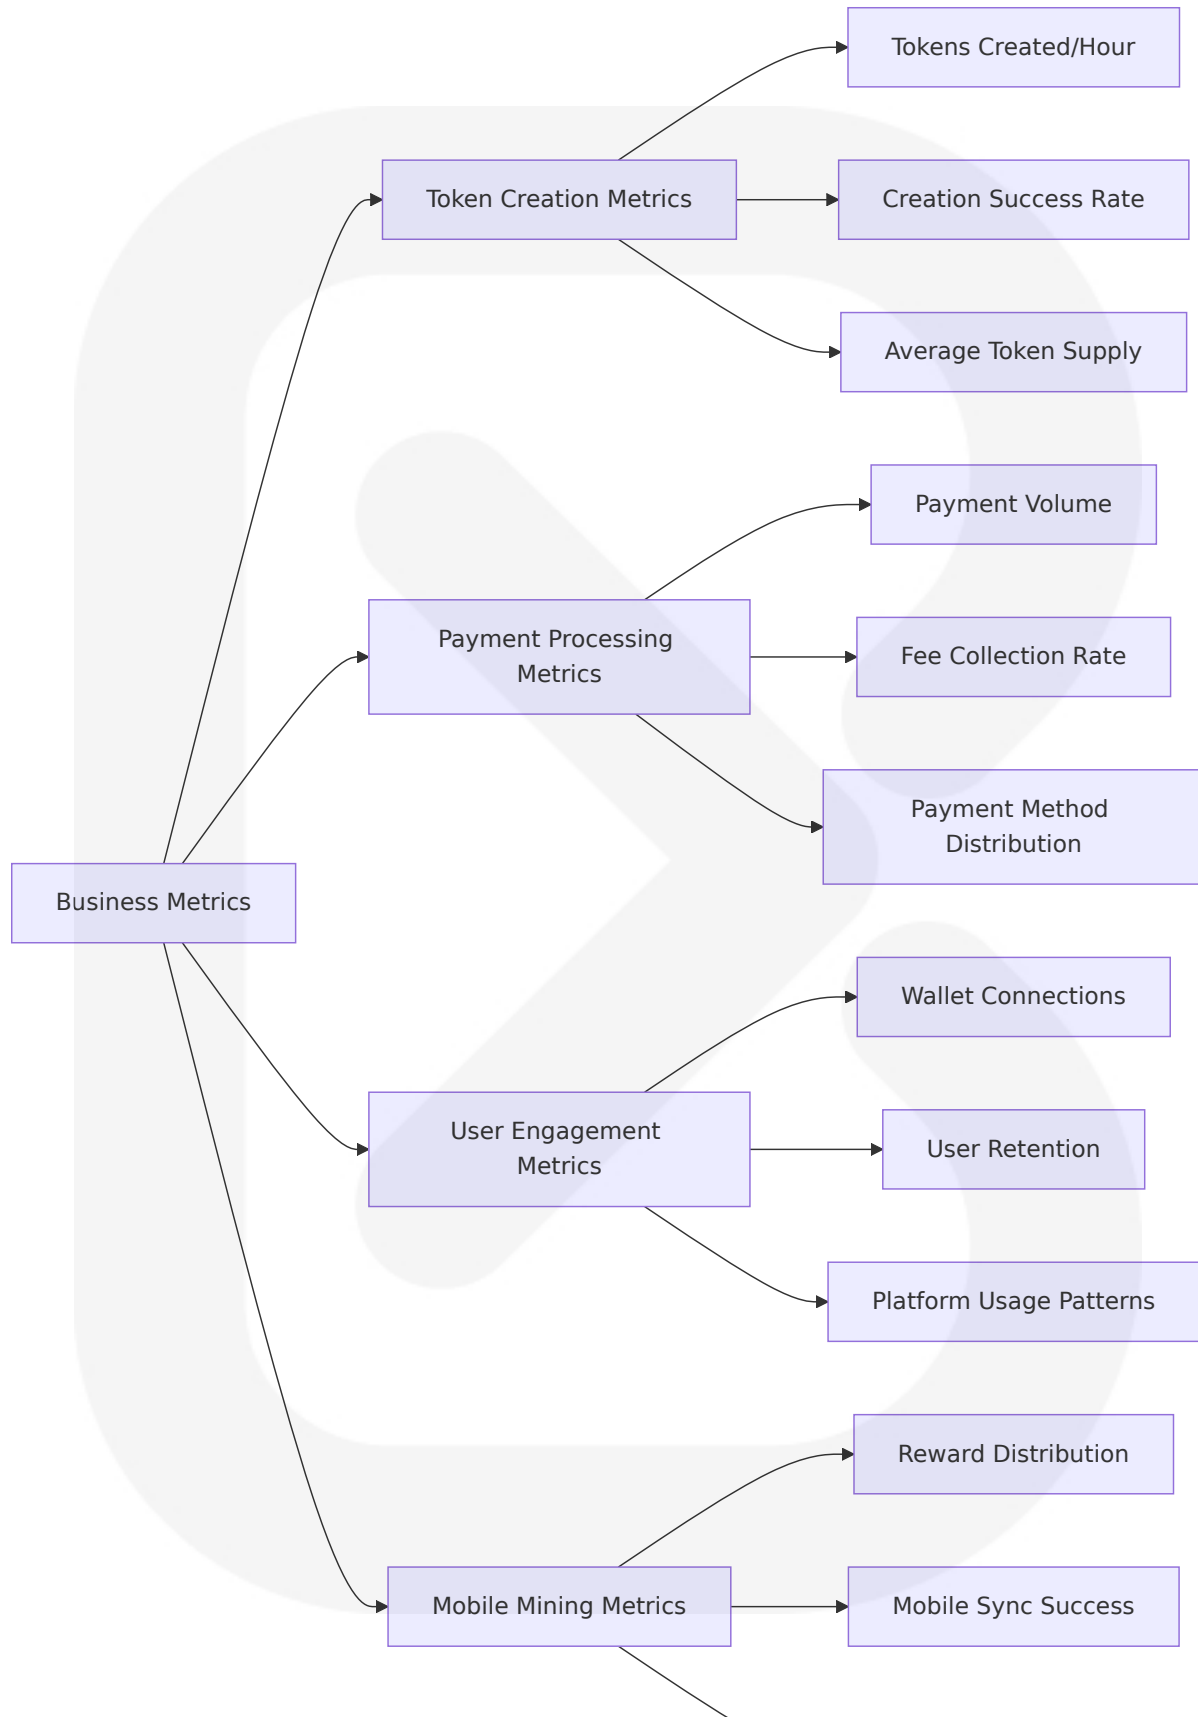 Tokens Created/Hour
Token Creation Metrics
Creation Success Rate
Average Token Supply
Payment Volume
Payment Processing
Metrics
Fee Collection Rate
Payment Method
Distribution
Business Metrics
Wallet Connections
User Engagement
Metrics
User Retention
Platform Usage Patterns
Reward Distribution
Mobile Mining Metrics
Mobile Sync Success